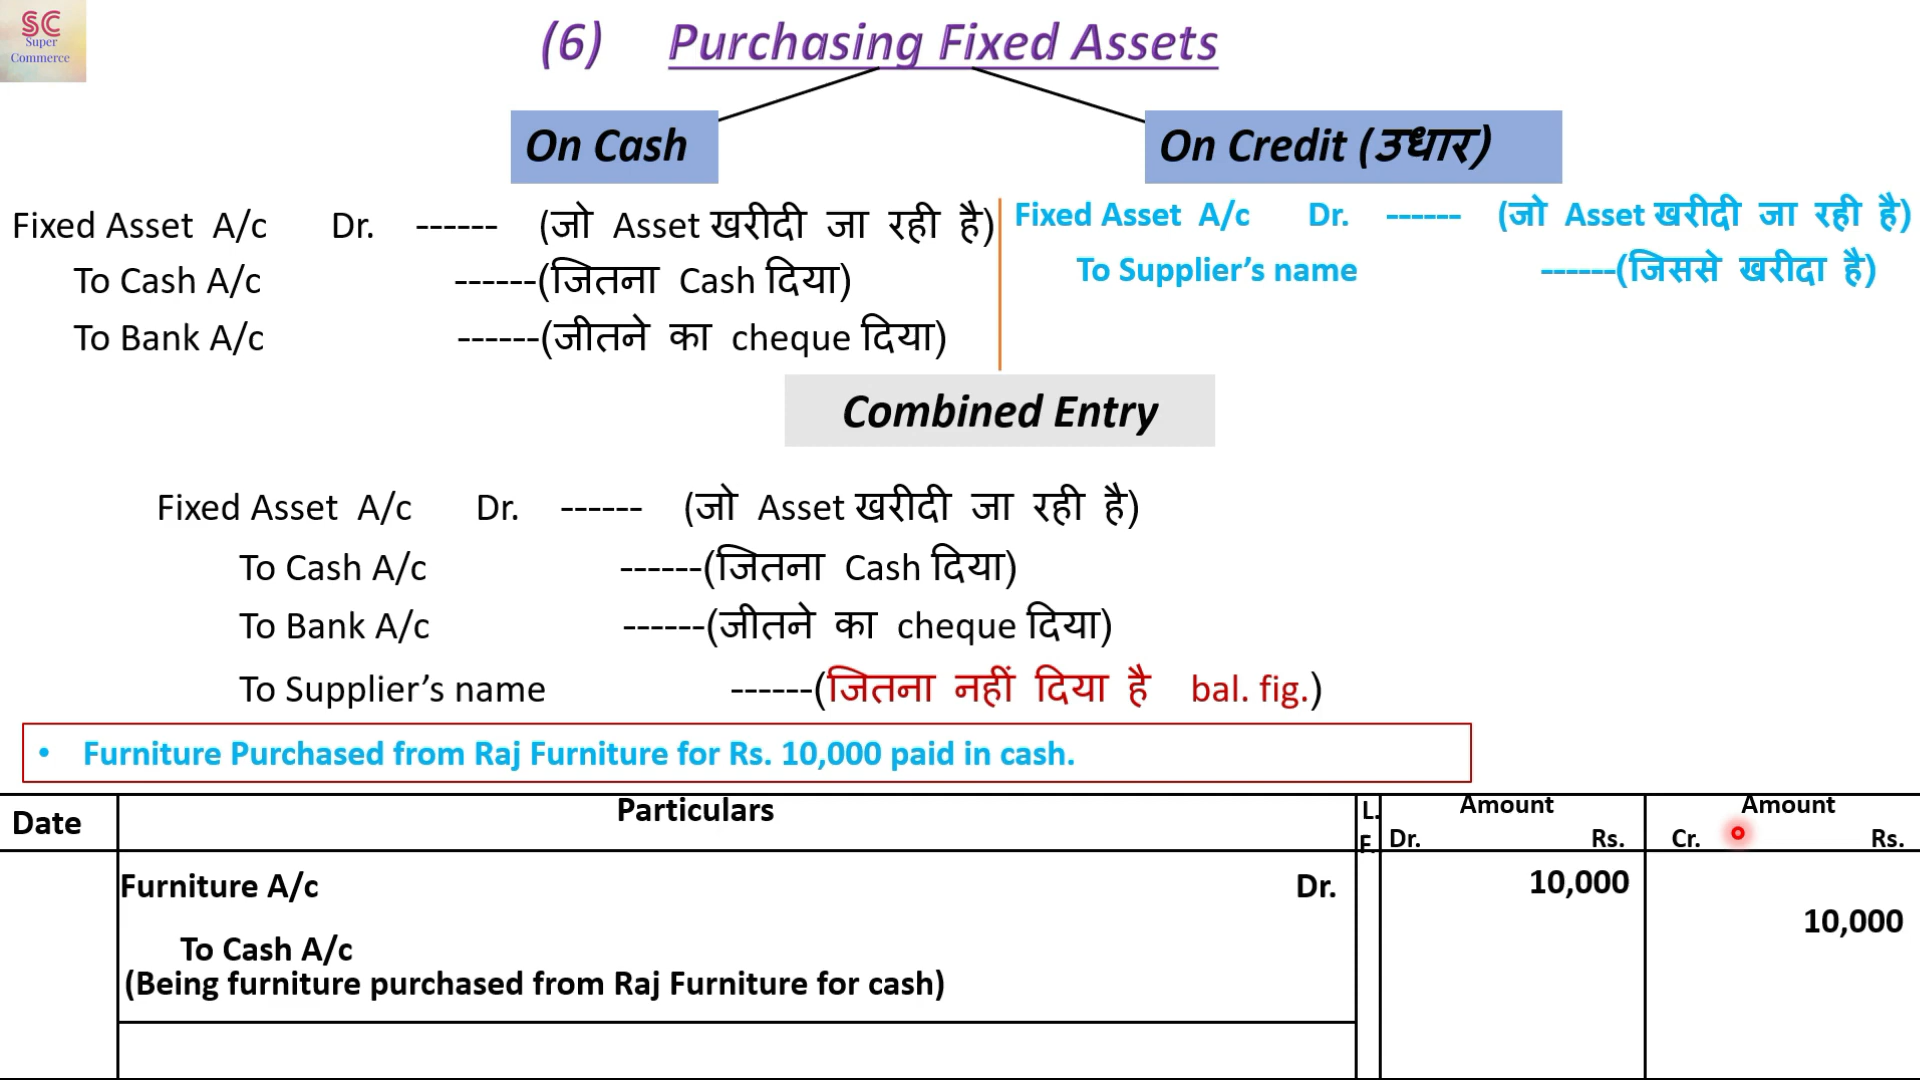 SC
Super
Commerce
(6) Purchasing Fixed Assets
On Cash
On Credit (उधार)
Fixed Asset A/c Dr. ------ (जो Asset खरीदी जा रही है)
To Cash A/c ------(जितना Cash दिया)
To Bank A/c ------(जीतने का cheque दिया)
Fixed Asset A/c Dr. ------ (जो Asset खरीदी जा रही है)
To Supplier’s name ------(जिससे खरीदा है)
Combined Entry
Fixed Asset A/c Dr. ------ (जो Asset खरीदी जा रही है)
To Cash A/c ------(जितना Cash दिया)
To Bank A/c ------(जीतने का cheque दिया)
To Supplier’s name ------(जितना नहीं दिया है bal. fig.)
• Furniture Purchased from Raj Furniture for Rs. 10,000 paid in cash.
Date Particulars L. Amount Amount
F. Dr. Rs. Cr. Rs.
Furniture A/c Dr. 10,000
To Cash A/c 10,000
(Being furniture purchased from Raj Furniture for cash)